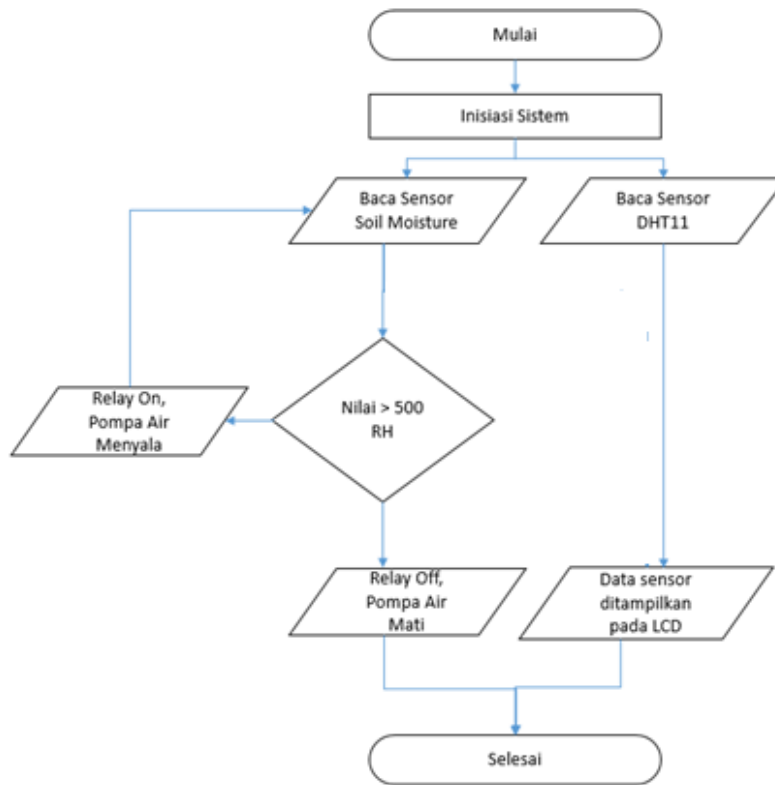 Mulai
Inisiasi Sistem
Baca Sensor
Soil Moisture
Baca Sensor
DHT11
Nilai > 500
RH
Relay On,
Pompa Air
Menyala
Relay Off,
Pompa Air
Mati
Data sensor
ditampilkan
pada LCD
Selesai